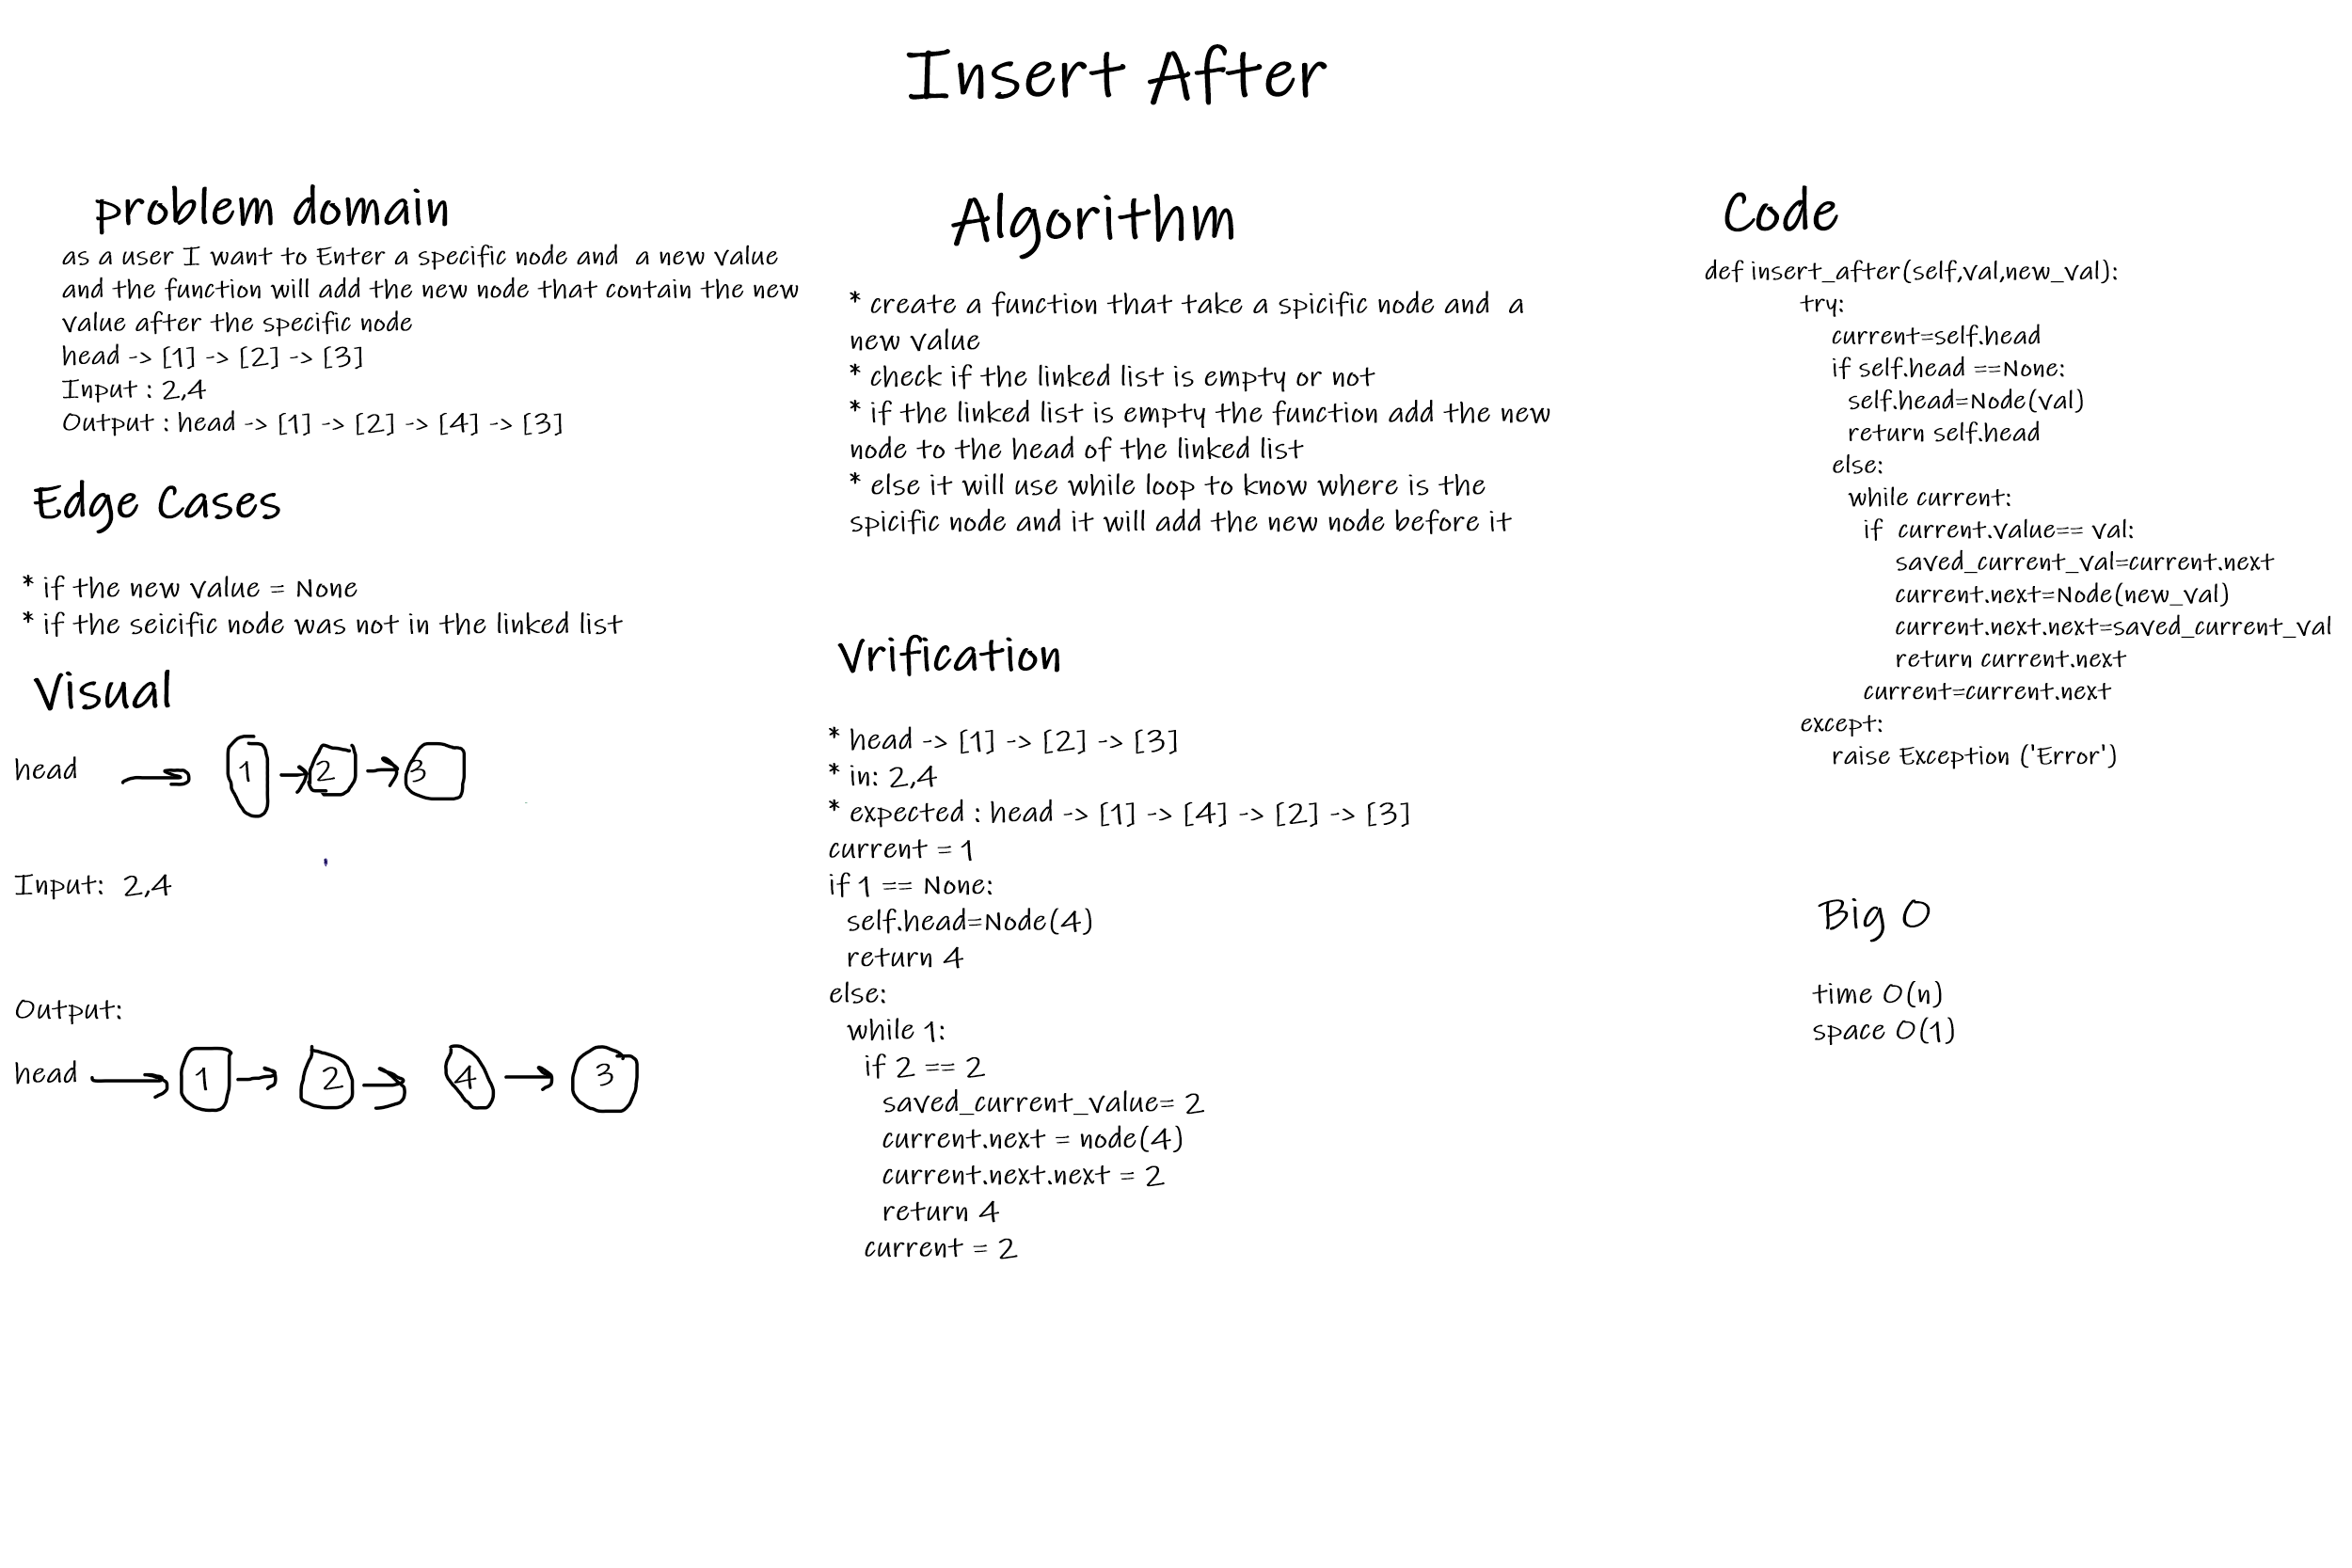 Insert After
problem domain
as a user I want to Enter a specific node and a new value
and the function will add the new node that contain the new
value after the specific node
head -> [1] -> [2] -> [3]
Input : 2,4
Output : head -> [1] -> [2] -> [4] -> [3]
Edge Cases
* if the new value = None
* if the seicific node was not in the linked list
Visual
head 1 2 3
Input: 2,4
Output:
head 1 2 4 3
Algorithm
* create a function that take a spicific node and a
new value
* check if the linked list is empty or not
* if the linked list is empty the function add the new
node to the head of the linked list
* else it will use while loop to know where is the
spicific node and it will add the new node before it
Vrification
* head -> [1] -> [2] -> [3]
* in: 2,4
* expected : head -> [1] -> [4] -> [2] -> [3]
current = 1
if 1 == None:
self.head=Node(4)
return 4
else:
while 1:
if 2 == 2
saved_current_value= 2
current.next = node(4)
current.next.next = 2
return 4
current = 2
Code
def insert_after(self,val,new_val):
try:
current=self.head
if self.head ==None:
self.head=Node(val)
return self.head
else:
while current:
if current.value== val:
saved_current_val=current.next
current.next=Node(new_val)
current.next.next=saved_current_val
return current.next
current=current.next
except:
raise Exception ('Error')
Big O
time O(n)
space O(1)